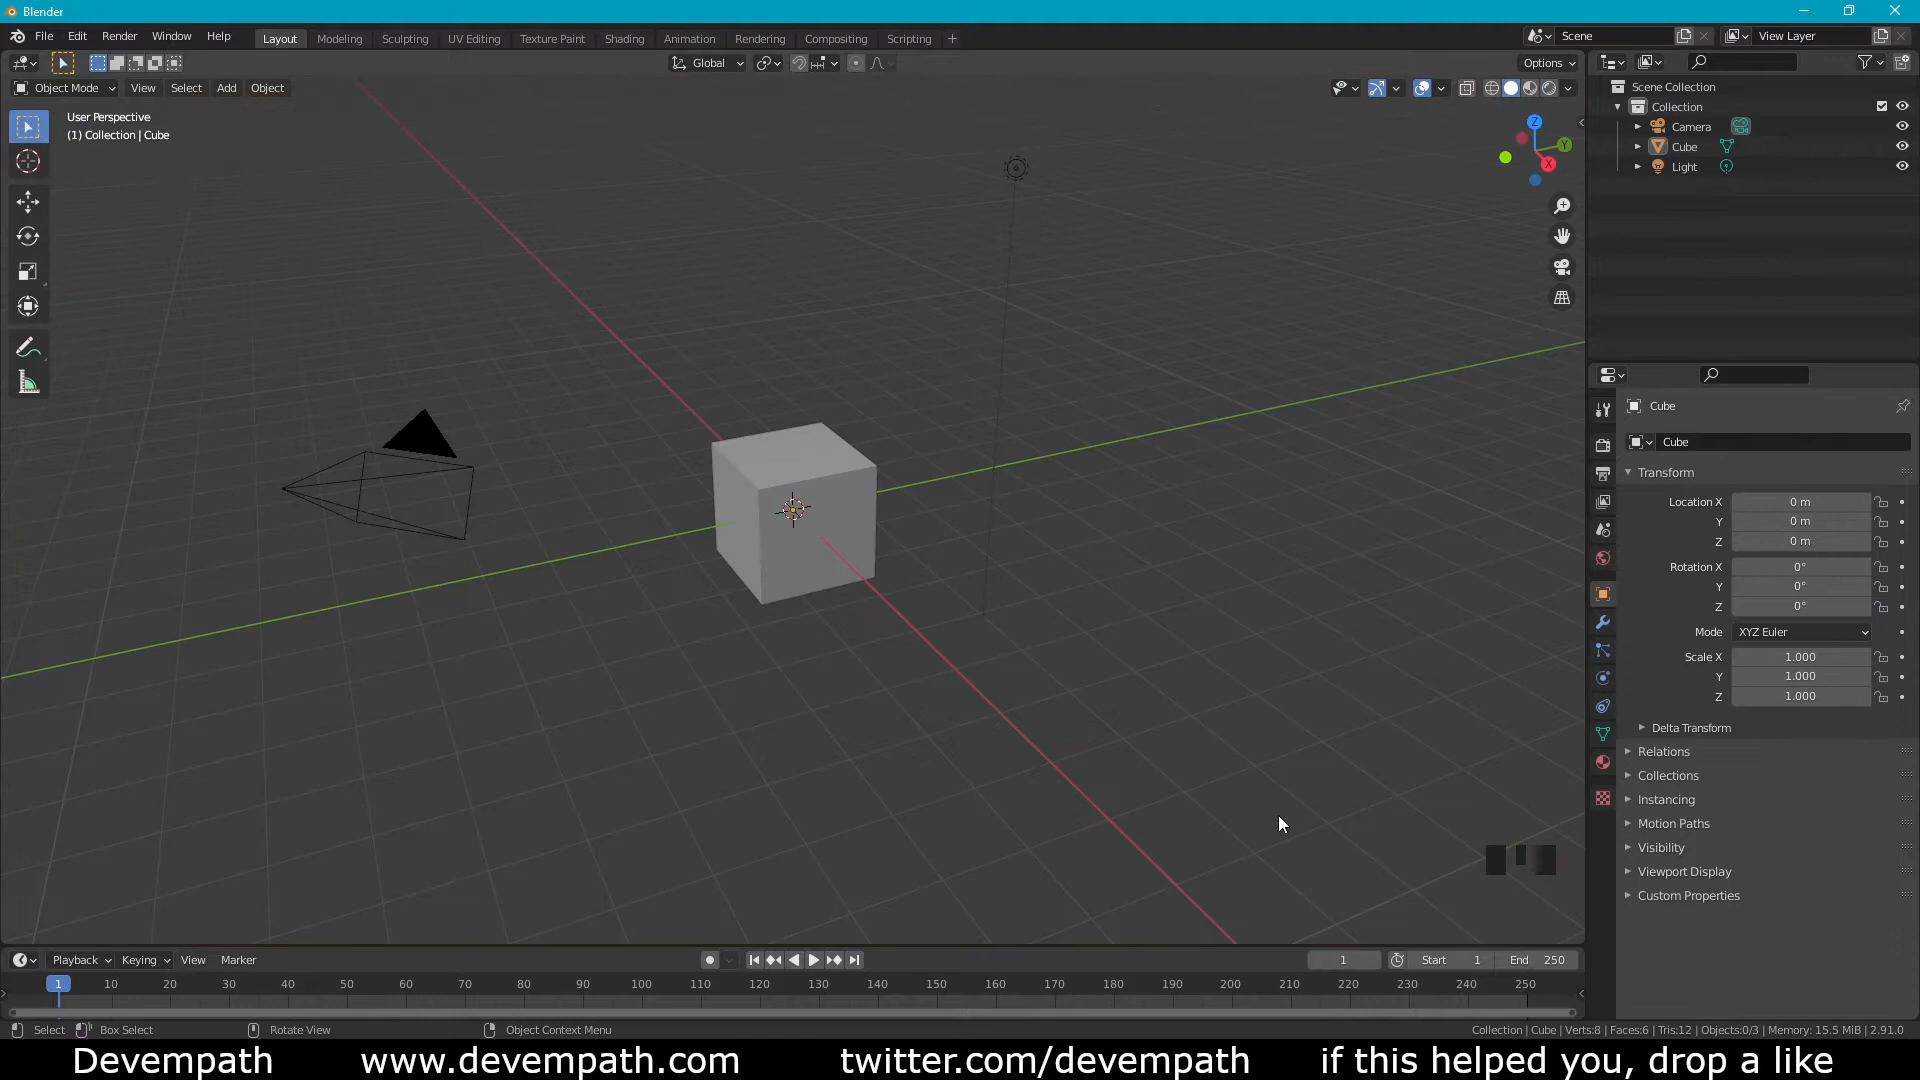 Blender
File Edit Render Window Help
Layout Modeling Sculpting UV Editing Texture Paint Shading Animation Rendering Compositing Scripting +
Scene
View Layer
Global
Options
Object Mode View Select Add Object
User Perspective
(1) Collection | Cube
Z
Y
X
Scene Collection
Collection
Camera
Cube
Light
Cube
Cube
Transform
Location X 0 m
Y 0 m
Z 0 m
Rotation X 0°
Y 0°
Z 0°
Mode XYZ Euler
Scale X 1.000
Y 1.000
Z 1.000
Delta Transform
Relations
Collections
Instancing
Motion Paths
Visibility
Viewport Display
Custom Properties
Playback Keying View Marker
1 Start 1 End 250
1 10 20 30 40 50 60 70 80 90 100 110 120 130 140 150 160 170 180 190 200 210 220 230 240 250
Select Box Select Rotate View Object Context Menu
Collection | Cube | Verts:8 | Faces:6 | Tris:12 | Objects:0/3 | Memory: 15.5 MiB | 2.91.0
Devempath www.devempath.com twitter.com/devempath if this helped you, drop a like